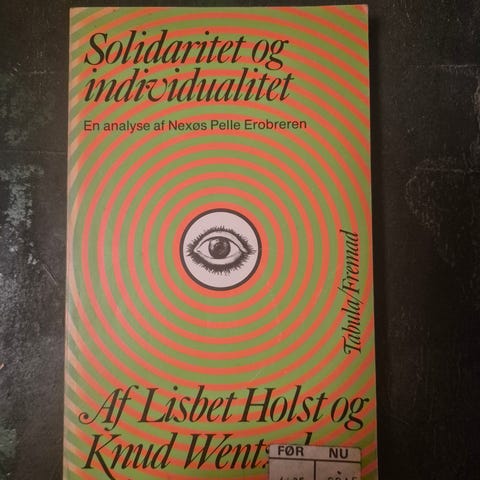 Solidaritet og
individualitet
En analyse af Nexøs Pelle Erobreren
Tabula/Fremad
Af Lisbet Holst og
Knud
FØR NU